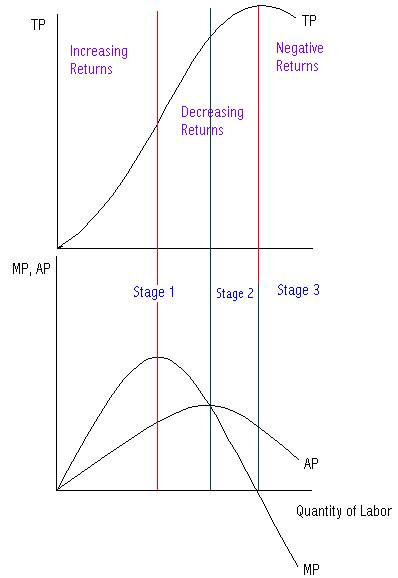 TP
TP
Increasing
Returns
Negative
Returns
Decreasing
Returns
MP, AP
Stage 1
Stage 2
Stage 3
AP
Quantity of Labor
MP